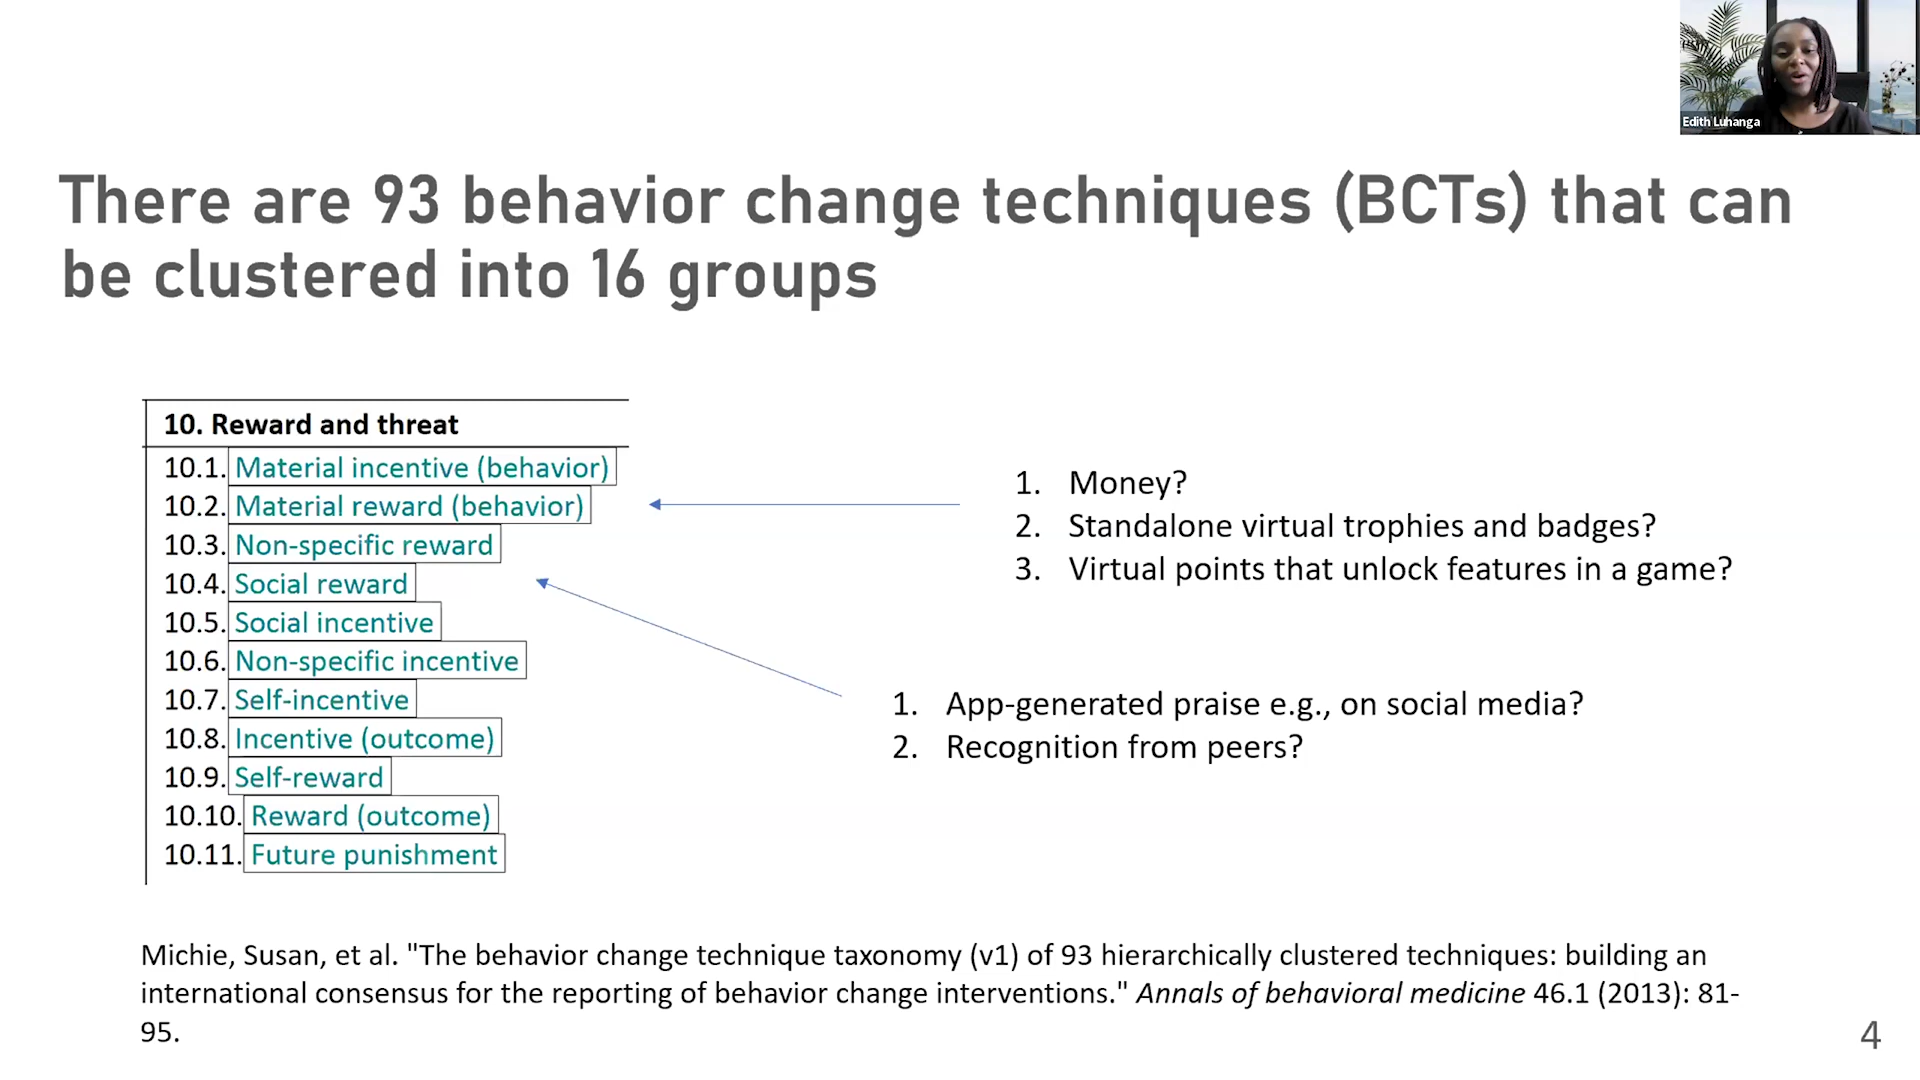 Edith Luhanga
There are 93 behavior change techniques (BCTs) that can
be clustered into 16 groups
10. Reward and threat
10.1. Material incentive (behavior)
10.2. Material reward (behavior)
10.3. Non-specific reward
10.4. Social reward
10.5. Social incentive
10.6. Non-specific incentive
10.7. Self-incentive
10.8. Incentive (outcome)
10.9. Self-reward
10.10. Reward (outcome)
10.11. Future punishment
1. Money?
2. Standalone virtual trophies and badges?
3. Virtual points that unlock features in a game?
1. App-generated praise e.g., on social media?
2. Recognition from peers?
Michie, Susan, et al. "The behavior change technique taxonomy (v1) of 93 hierarchically clustered techniques: building an
international consensus for the reporting of behavior change interventions." Annals of behavioral medicine 46.1 (2013): 81-
95.
4